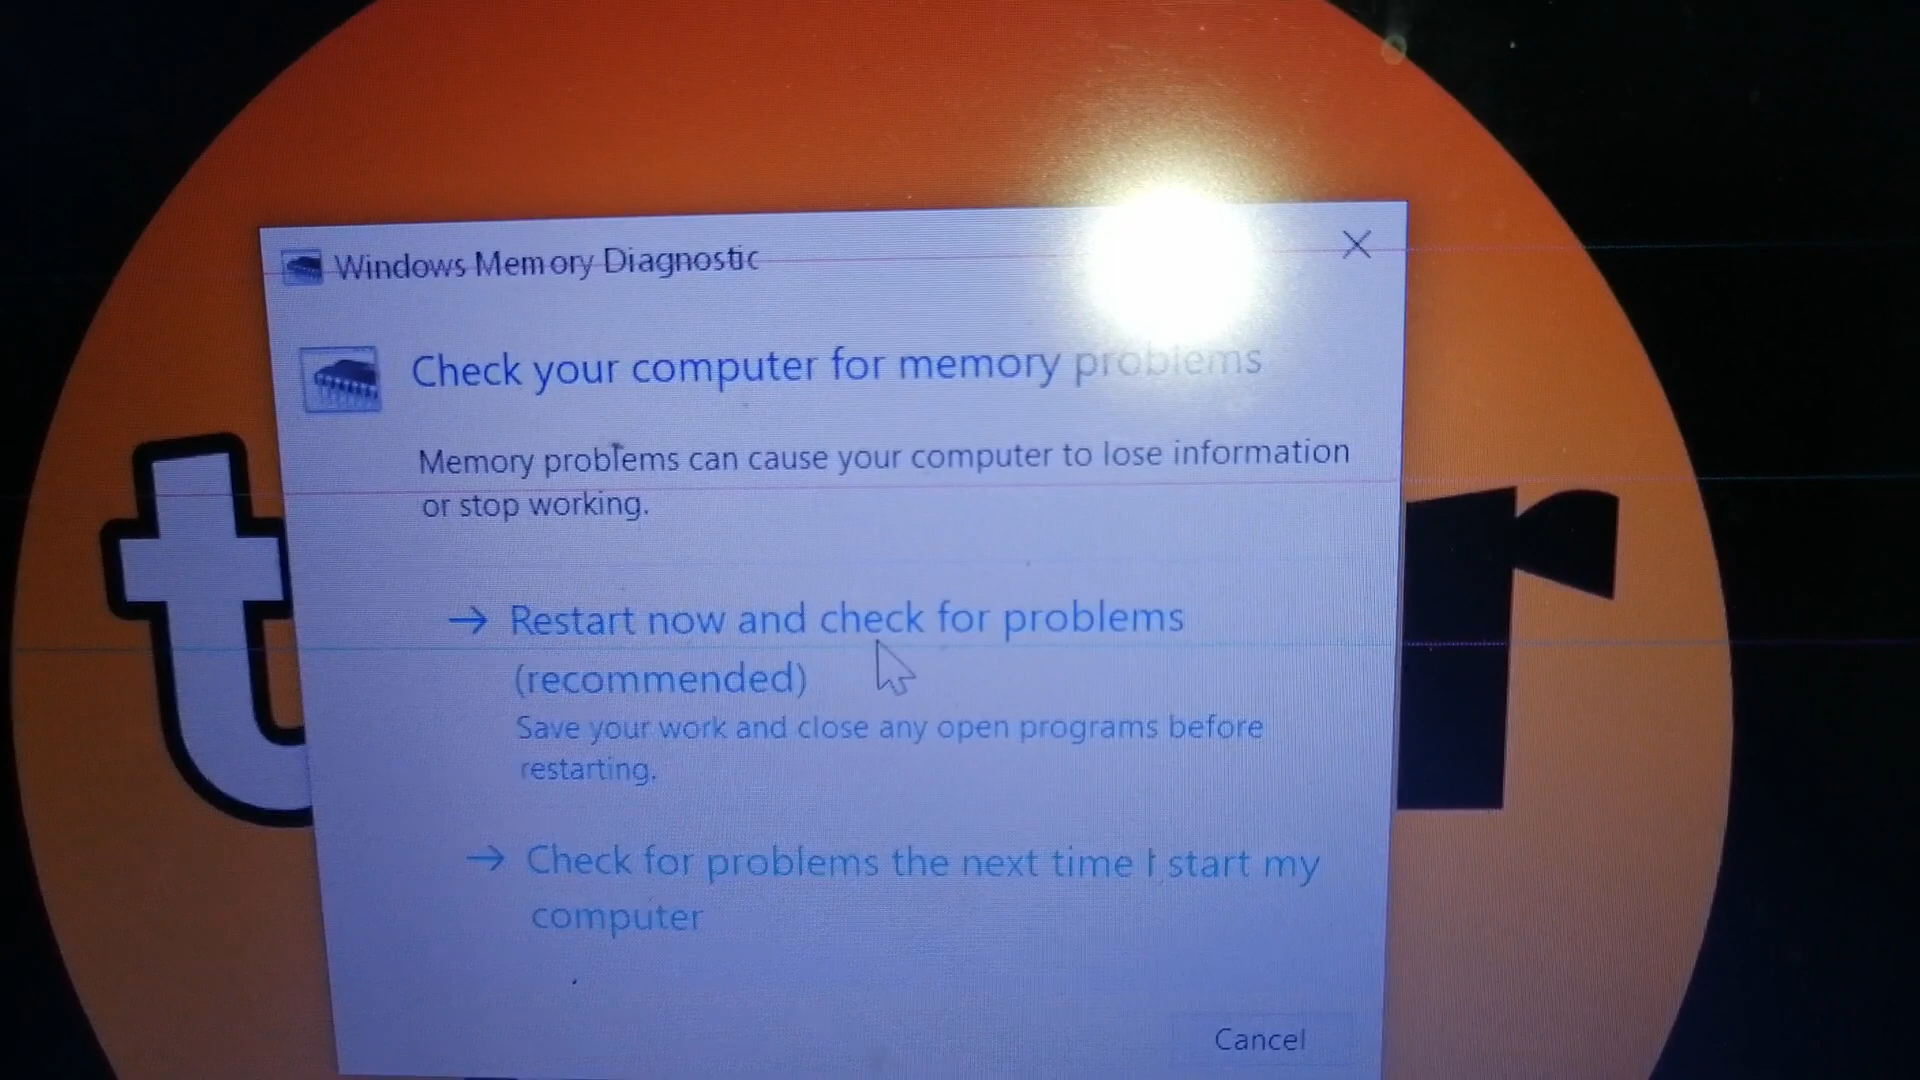 Windows Memory Diagnostic
Check your computer for memory problems
Memory problems can cause your computer to lose information
or stop working.
→ Restart now and check for problems
(recommended)
Save your work and close any open programs before
restarting.
→ Check for problems the next time I start my
computer
Cancel
t r